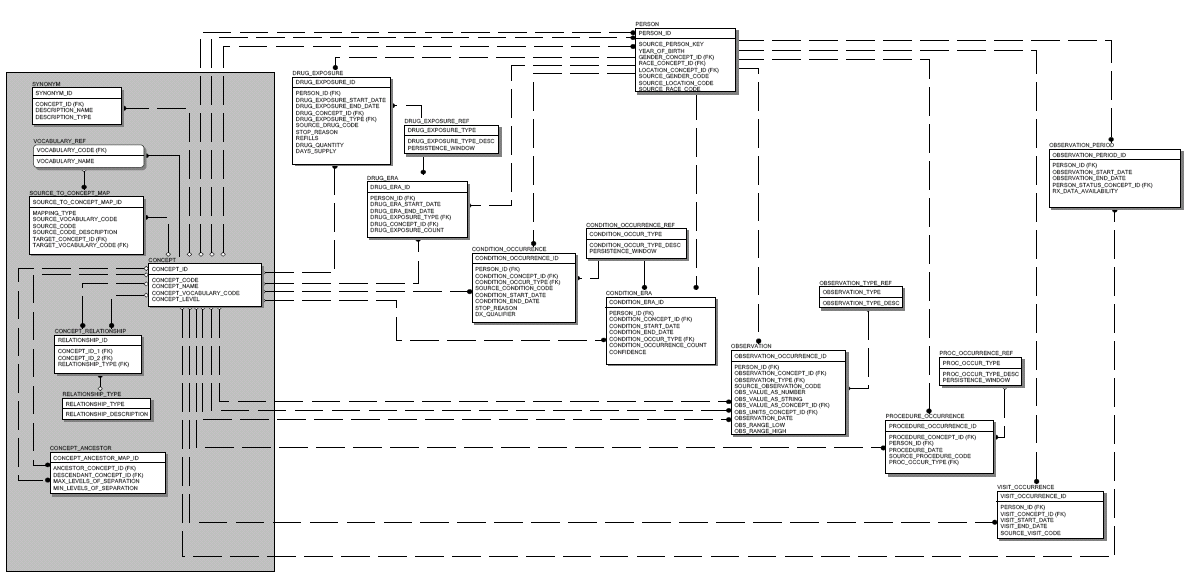 PERSON
PERSON_ID
SOURCE_PERSON_KEY
YEAR_OF_BIRTH
GENDER_CONCEPT_ID (FK)
RACE_CONCEPT_ID (FK)
LOCATION_CONCEPT_ID (FK)
SOURCE_GENDER_CODE
SOURCE_LOCATION_CODE
SOURCE_RACE_CODE
DRUG_EXPOSURE
DRUG_EXPOSURE_ID
PERSON_ID (FK)
DRUG_EXPOSURE_START_DATE
DRUG_EXPOSURE_END_DATE
DRUG_CONCEPT_ID (FK)
DRUG_EXPOSURE_TYPE (FK)
SOURCE_DRUG_CODE
STOP_REASON
REFILLS
DRUG_QUANTITY
DAYS_SUPPLY
SYNONYM
SYNONYM_ID
CONCEPT_ID (FK)
DESCRIPTION_NAME
DESCRIPTION_TYPE
DRUG_EXPOSURE_REF
DRUG_EXPOSURE_TYPE
DRUG_EXPOSURE_TYPE_DESC
PERSISTENCE_WINDOW
VOCABULARY_REF
VOCABULARY_CODE (FK)
VOCABULARY_NAME
OBSERVATION_PERIOD
OBSERVATION_PERIOD_ID
PERSON_ID (FK)
OBSERVATION_START_DATE
OBSERVATION_END_DATE
PERSON_STATUS_CONCEPT_ID (FK)
RX_DATA_AVAILABILITY
DRUG_ERA
DRUG_ERA_ID
PERSON_ID (FK)
DRUG_ERA_START_DATE
DRUG_ERA_END_DATE
DRUG_EXPOSURE_TYPE (FK)
DRUG_CONCEPT_ID (FK)
DRUG_EXPOSURE_COUNT
SOURCE_TO_CONCEPT_MAP
SOURCE_TO_CONCEPT_MAP_ID
MAPPING_TYPE
SOURCE_VOCABULARY_CODE
SOURCE_CODE
SOURCE_CODE_DESCRIPTION
TARGET_CONCEPT_ID (FK)
TARGET_VOCABULARY_CODE (FK)
CONDITION_OCCURRENCE_REF
CONDITION_OCCUR_TYPE
CONDITION_OCCUR_TYPE_DESC
PERSISTENCE_WINDOW
CONDITION_OCCURRENCE
CONDITION_OCCURRENCE_ID
PERSON_ID (FK)
CONDITION_CONCEPT_ID (FK)
CONDITION_OCCUR_TYPE (FK)
SOURCE_CONDITION_CODE
CONDITION_START_DATE
CONDITION_END_DATE
STOP_REASON
DX_QUALIFIER
CONCEPT
CONCEPT_ID
CONCEPT_CODE
CONCEPT_NAME
CONCEPT_VOCABULARY_CODE
CONCEPT_LEVEL
CONDITION_ERA
CONDITION_ERA_ID
PERSON_ID (FK)
CONDITION_CONCEPT_ID (FK)
CONDITION_START_DATE
CONDITION_END_DATE
CONDITION_OCCUR_TYPE (FK)
CONDITION_OCCURRENCE_COUNT
CONFIDENCE
OBSERVATION_TYPE_REF
OBSERVATION_TYPE
OBSERVATION_TYPE_DESC
CONCEPT_RELATIONSHIP
RELATIONSHIP_ID
CONCEPT_ID_1 (FK)
CONCEPT_ID_2 (FK)
RELATIONSHIP_TYPE (FK)
OBSERVATION
OBSERVATION_OCCURRENCE_ID
PERSON_ID (FK)
OBSERVATION_CONCEPT_ID (FK)
OBSERVATION_TYPE (FK)
SOURCE_OBSERVATION_CODE
OBS_VALUE_AS_NUMBER
OBS_VALUE_AS_STRING
OBS_VALUE_AS_CONCEPT_ID (FK)
OBS_UNITS_CONCEPT_ID (FK)
OBSERVATION_DATE
OBS_RANGE_LOW
OBS_RANGE_HIGH
PROC_OCCURRENCE_REF
PROC_OCCUR_TYPE
PROC_OCCUR_TYPE_DESC
PERSISTENCE_WINDOW
RELATIONSHIP_TYPE
RELATIONSHIP_TYPE
RELATIONSHIP_DESCRIPTION
PROCEDURE_OCCURRENCE
PROCEDURE_OCCURRENCE_ID
PROCEDURE_CONCEPT_ID (FK)
PERSON_ID (FK)
PROCEDURE_DATE
SOURCE_PROCEDURE_CODE
PROC_OCCUR_TYPE (FK)
CONCEPT_ANCESTOR
CONCEPT_ANCESTOR_MAP_ID
ANCESTOR_CONCEPT_ID (FK)
DESCENDANT_CONCEPT_ID (FK)
MAX_LEVELS_OF_SEPARATION
MIN_LEVELS_OF_SEPARATION
VISIT_OCCURRENCE
VISIT_OCCURRENCE_ID
PERSON_ID (FK)
VISIT_CONCEPT_ID (FK)
VISIT_START_DATE
VISIT_END_DATE
SOURCE_VISIT_CODE